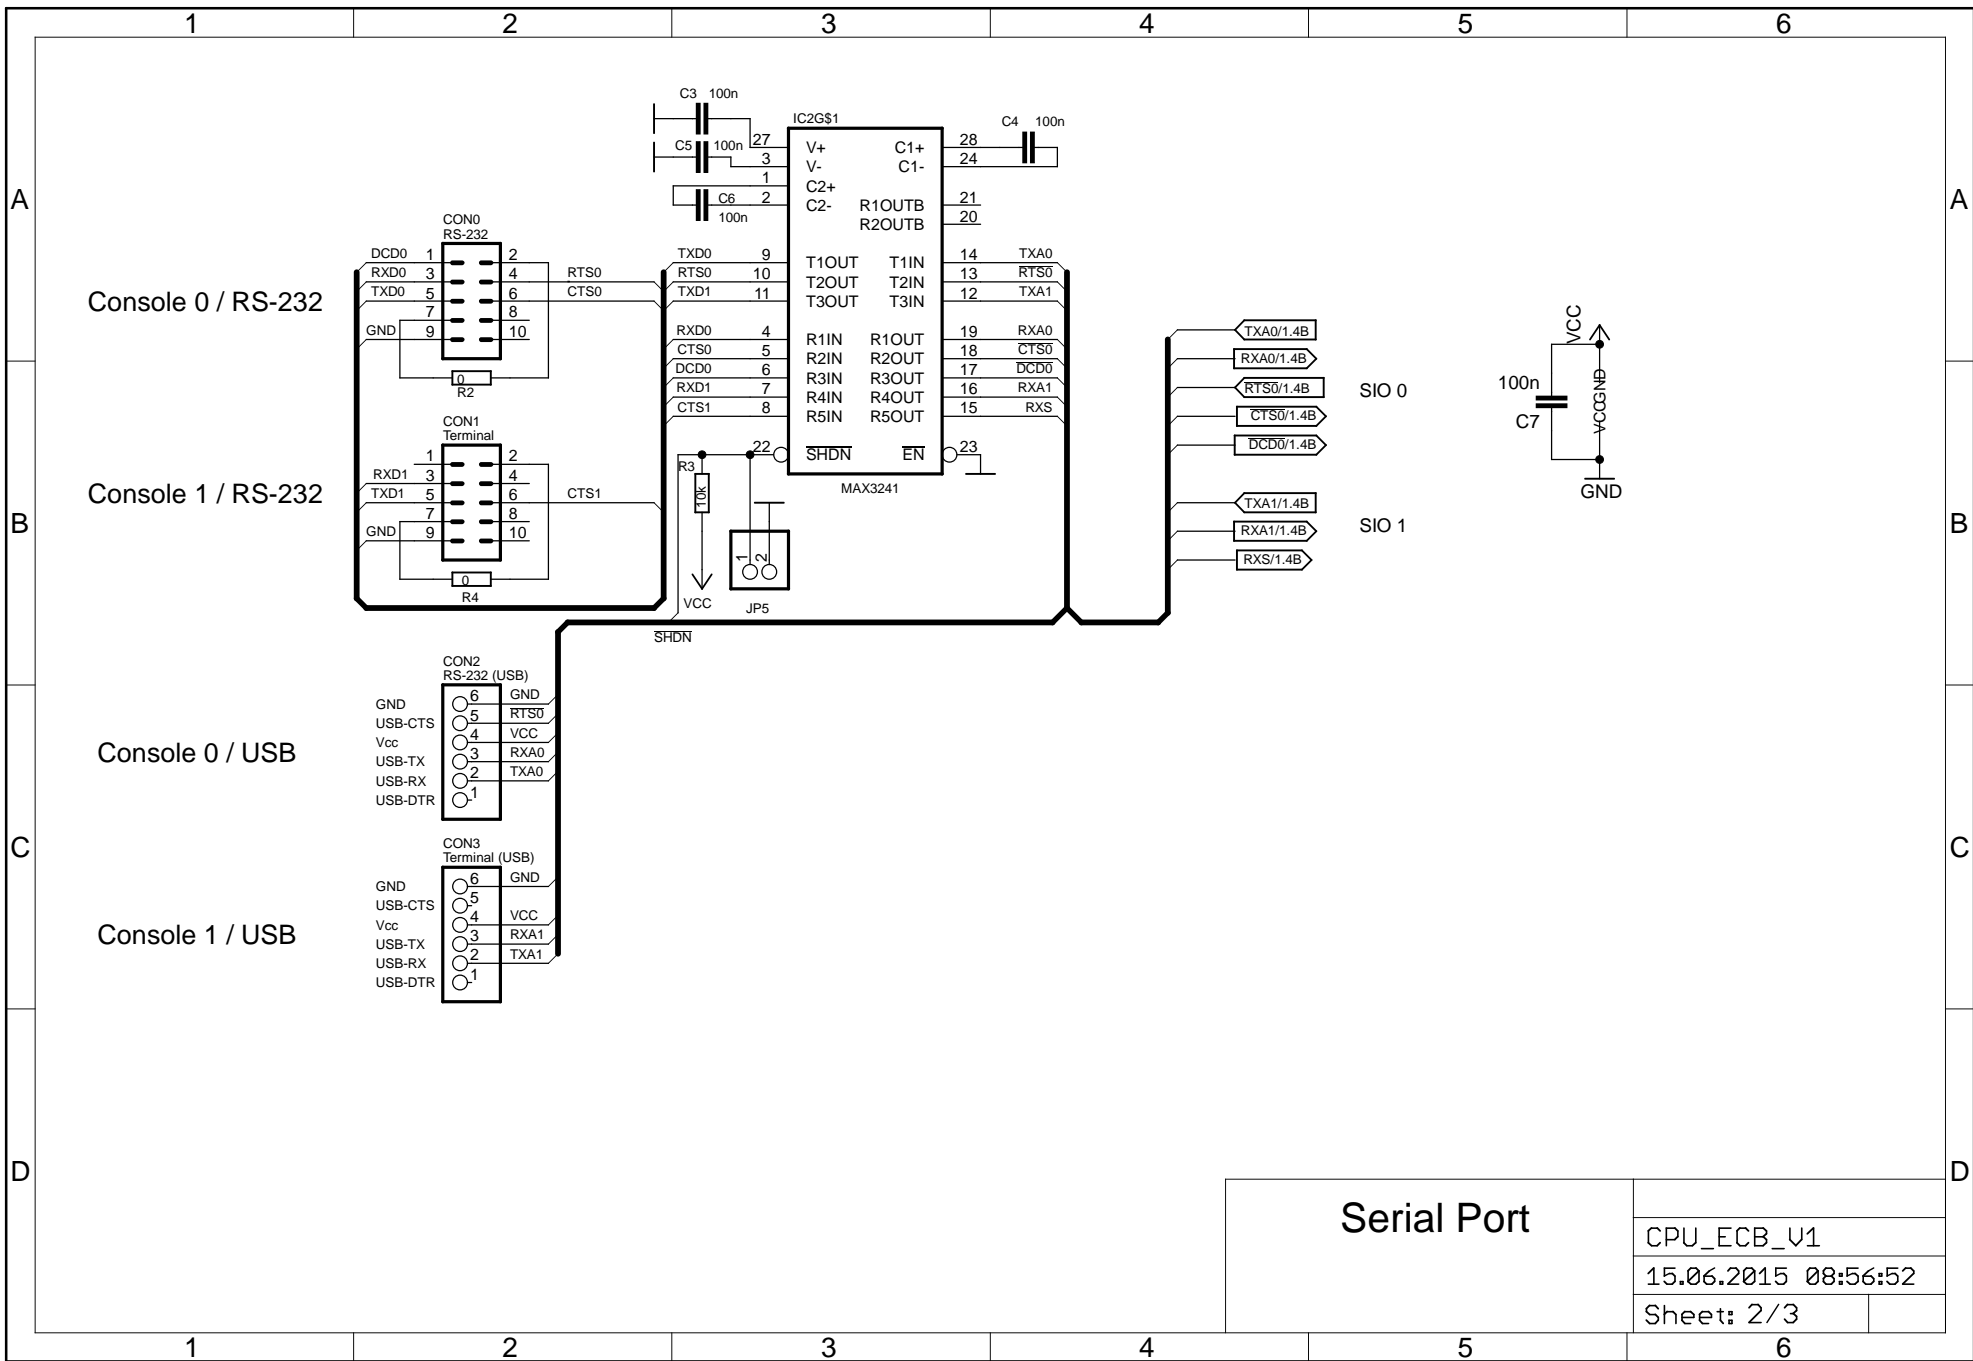 1 2 3 4 5 6
A A
B B
C C
D D
1 2 3 4 5 6
Console 0 / RS-232
Console 1 / RS-232
Console 0 / USB
Console 1 / USB
CON0
RS-232
DCD0 1 2
RXD0 3 4 RTS0
TXD0 5 6 CTS0
7 8
GND 9 10
0
R2
CON1
Terminal
1 2
RXD1 3 4
TXD1 5 6 CTS1
7 8
GND 9 10
0
R4
C3 100n
C5 100n
C6
100n
C4 100n
IC2G$1
27 V+ C1+ 28
3 V- C1- 24
1 C2+
2 C2- R1OUTB 21
R2OUTB 20
TXD0 9 T1OUT T1IN 14 TXA0
RTS0 10 T2OUT T2IN 13 RTS0
TXD1 11 T3OUT T3IN 12 TXA1
RXD0 4 R1IN R1OUT 19 RXA0
CTS0 5 R2IN R2OUT 18 CTS0
DCD0 6 R3IN R3OUT 17 DCD0
RXD1 7 R4IN R4OUT 16 RXA1
CTS1 8 R5IN R5OUT 15 RXS
22 SHDN EN 23
MAX3241
R3
10k
VCC
1 2
JP5
SHDN
TXA0/1.4B
RXA0/1.4B
RTS0/1.4B
CTS0/1.4B
DCD0/1.4B
SIO 0
TXA1/1.4B
RXA1/1.4B
RXS/1.4B
SIO 1
VCC
100n
C7
VCC GND
GND
CON2
RS-232 (USB)
GND 6 GND
USB-CTS 5 RTS0
Vcc 4 VCC
USB-TX 3 RXA0
USB-RX 2 TXA0
USB-DTR 1
CON3
Terminal (USB)
GND 6 GND
USB-CTS 5
Vcc 4 VCC
USB-TX 3 RXA1
USB-RX 2 TXA1
USB-DTR 1
Serial Port
CPU_ECB_V1
15.06.2015 08:56:52
Sheet: 2/3